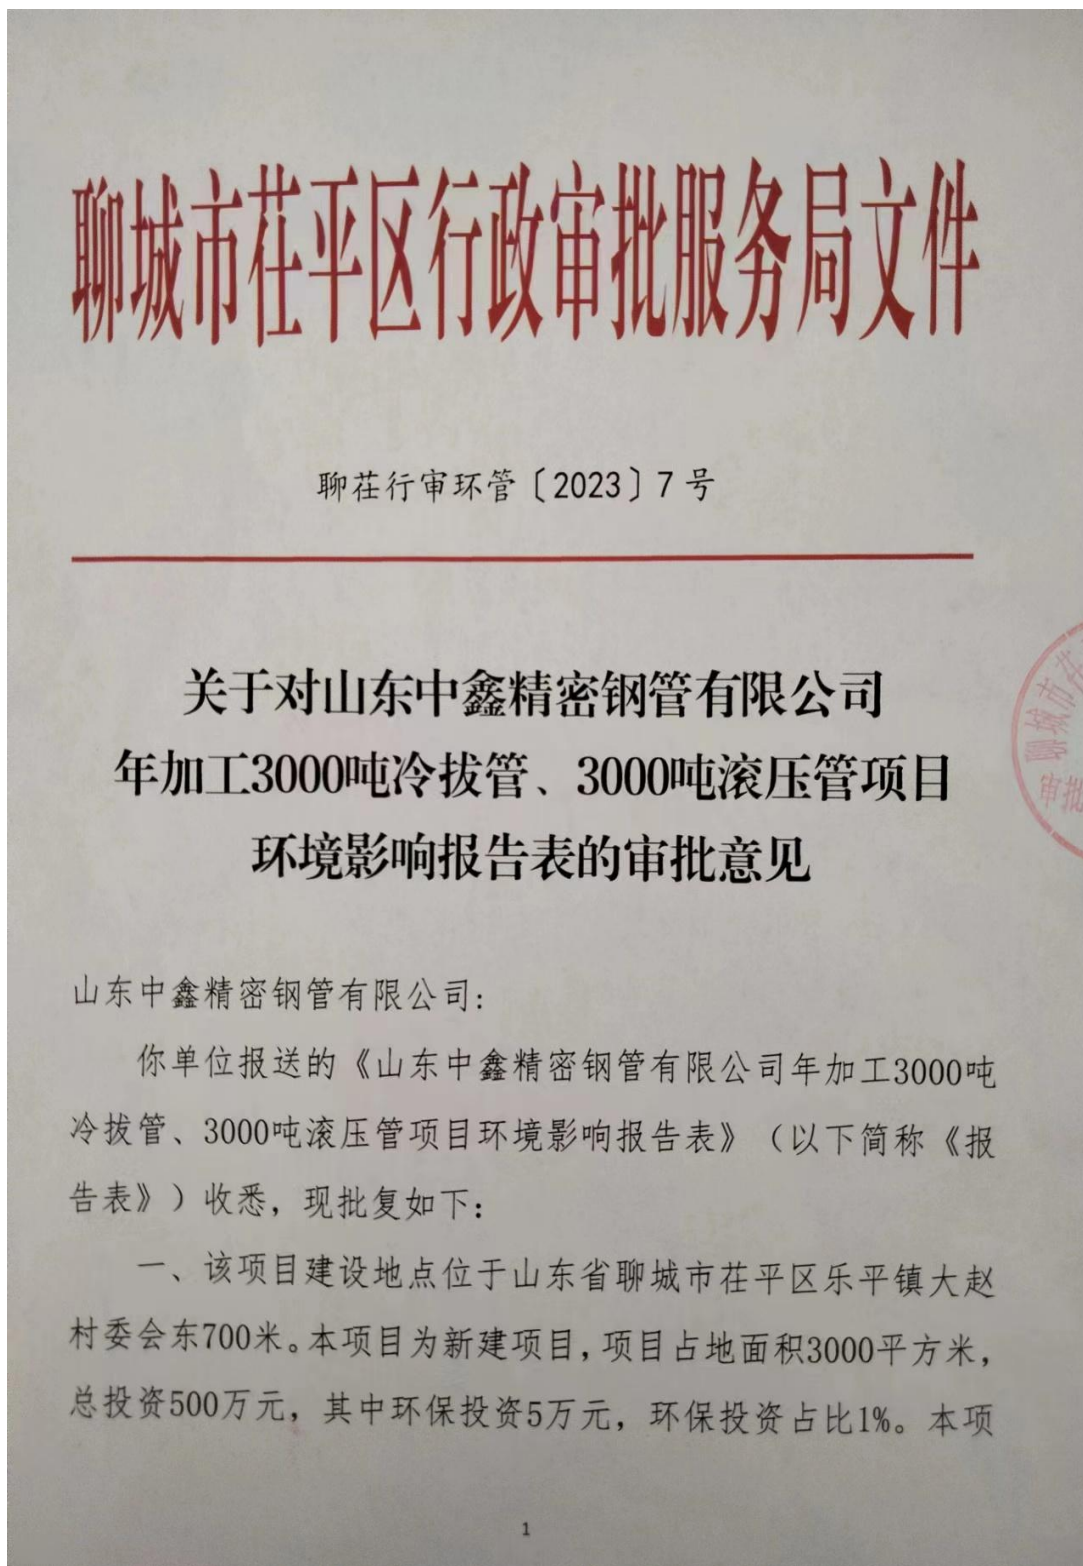 聊城市茌平区行政审批服务局文件
聊茌行审环管〔2023〕7 号
关于对山东中鑫精密钢管有限公司
年加工3000吨冷拔管、3000吨滚压管项目
环境影响报告表的审批意见
聊城市茌
审批
山东中鑫精密钢管有限公司:
你单位报送的《山东中鑫精密钢管有限公司年加工3000吨
冷拔管、3000吨滚压管项目环境影响报告表》（以下简称《报
告表》）收悉，现批复如下：
一、该项目建设地点位于山东省聊城市茌平区乐平镇大赵
村委会东700米。本项目为新建项目，项目占地面积3000平方米，
总投资500万元，其中环保投资5万元，环保投资占比1%。本项
1